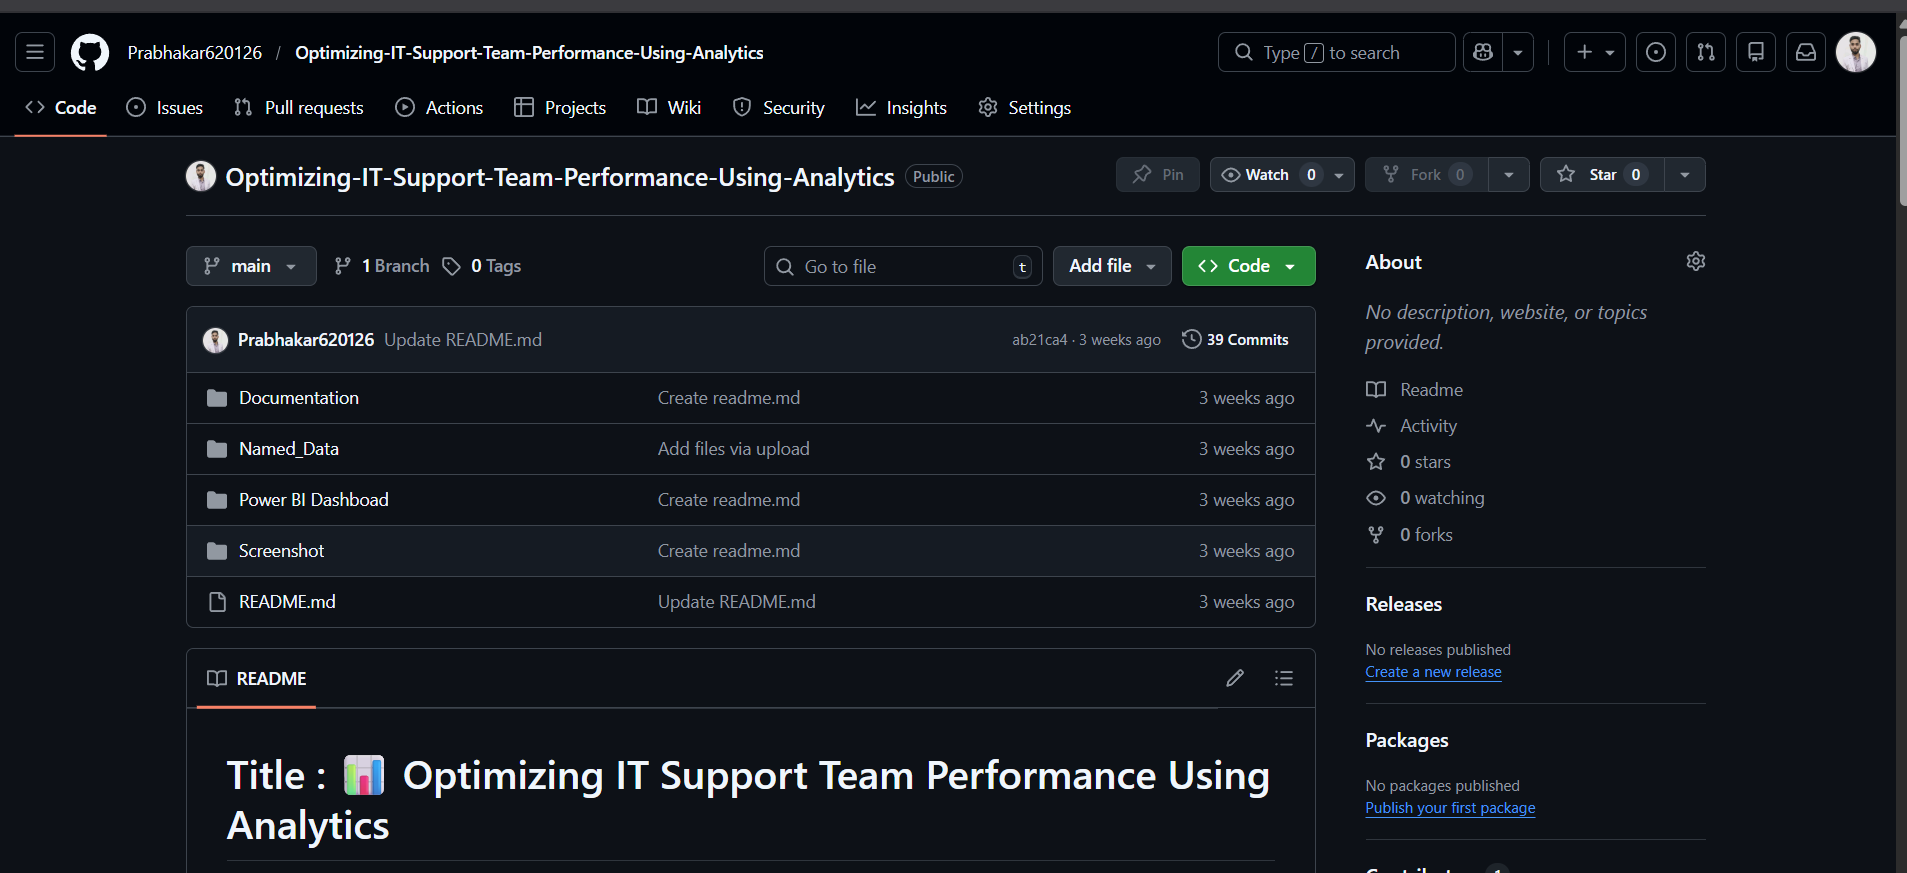 Prabhakar620126 / Optimizing-IT-Support-Team-Performance-Using-Analytics
Type / to search
Code Issues Pull requests Actions Projects Wiki Security Insights Settings
Optimizing-IT-Support-Team-Performance-Using-Analytics Public
Pin Watch 0 Fork 0 Star 0
main 1 Branch 0 Tags
Go to file t Add file Code
Prabhakar620126 Update README.md ab21ca4 · 3 weeks ago 39 Commits
Documentation Create readme.md 3 weeks ago
Named_Data Add files via upload 3 weeks ago
Power BI Dashboad Create readme.md 3 weeks ago
Screenshot Create readme.md 3 weeks ago
README.md Update README.md 3 weeks ago
README
Title : Optimizing IT Support Team Performance Using
Analytics
About
No description, website, or topics
provided.
Readme
Activity
0 stars
0 watching
0 forks
Releases
No releases published
Create a new release
Packages
No packages published
Publish your first package